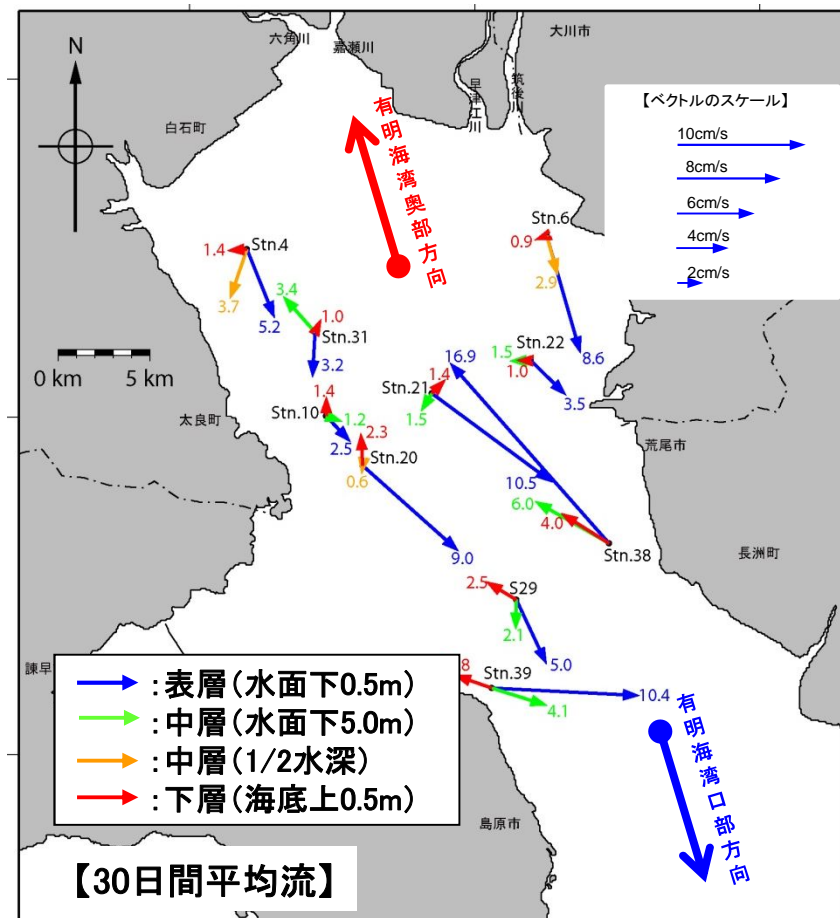 六角川
嘉瀬川
大川市
N
早津江川
筑後川
白石町
有明海湾奥部方向
【ベクトルのスケール】
10cm/s
8cm/s
6cm/s
4cm/s
2cm/s
Stn.6
0.9
2.9
8.6
Stn.4
1.4
3.7
5.2
3.4
1.0
Stn.31
3.2
0 km 5 km
Stn.22
1.5
1.0
3.5
16.9
1.4
Stn.21
1.5
10.5
太良町
1.4
Stn.10
1.2
2.5
2.3
Stn.20
0.6
9.0
荒尾市
6.0
4.0
Stn.38
長洲町
2.5
S29
2.1
5.0
諫早
8
Stn.39
10.4
4.1
:表層(水面下0.5m)
:中層(水面下5.0m)
:中層(1/2水深)
:下層(海底上0.5m)
有明海湾口部方向
島原市
【30日間平均流】